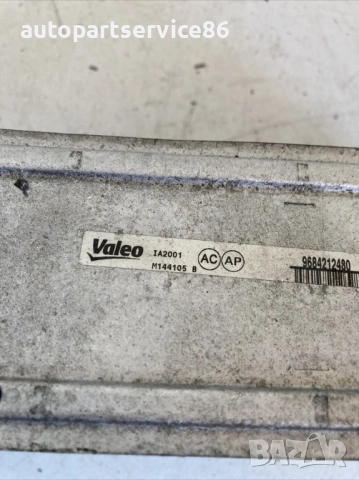 autopartservice86
Valeo
IA2001
M144105 B
AC AP
9684212480
BAZAR